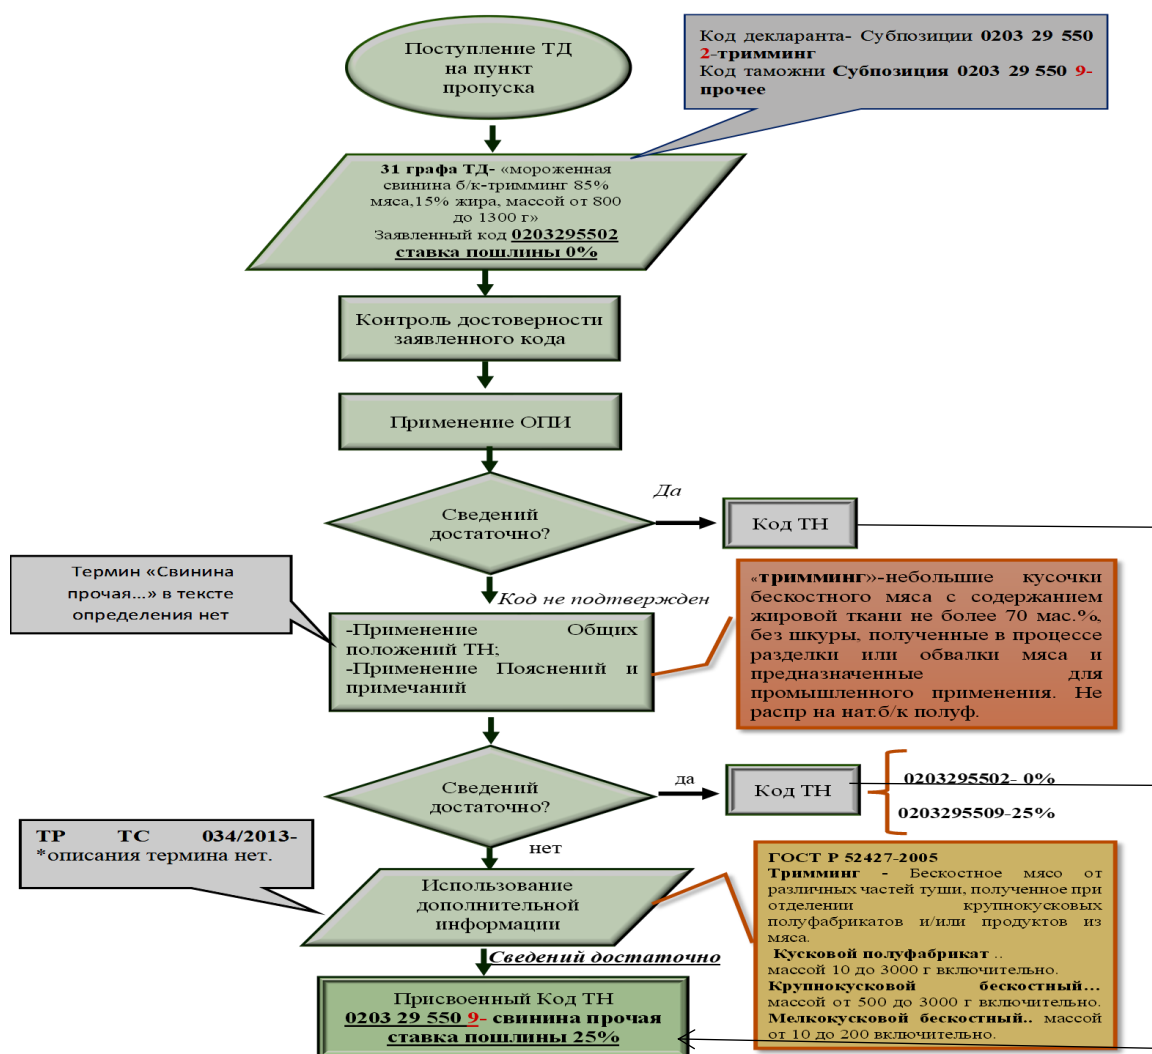 Поступление ТД
на пункт
пропуска
Код декларанта- Субпозиции 0203 29 550
2-тримминг
Код таможни Субпозиция 0203 29 550 9-
прочее
31 графа ТД- «мороженная
свинина б/к-тримминг 85%
мяса,15% жира, массой от 800
до 1300 г»
Заявленный код 0203295502
ставка пошлины 0%
Контроль достоверности
заявленного кода
Применение ОПИ
Сведений
достаточно?
Да
Код ТН
Термин «Свинина
прочая...» в тексте
определения нет
Код не подтвержден
-Применение Общих
положений ТН;
-Применение Пояснений и
примечаний
«тримминг»-небольшие кусочки
бескостного мяса с содержанием
жировой ткани не более 70 мас.%,
без шкуры, полученные в процессе
разделки или обвалки мяса и
предназначенные для
промышленного применения. Не
распр на нат.б/к полуф.
Сведений
достаточно?
да
Код ТН
0203295502- 0%
0203295509-25%
ТР ТС 034/2013-
*описания термина нет.
нет
Использование
дополнительной
информации
ГОСТ Р 52427-2005
Тримминг - Бескостное мясо от
различных частей туши, полученное при
отделении крупнокусковых
полуфабрикатов и/или продуктов из
мяса.
Кусковой полуфабрикат ..
массой 10 до 3000 г включительно.
Крупнокусковой бескостный...
массой от 500 до 3000 г включительно.
Мелкокусковой бескостный.. массой
от 10 до 200 включительно.
Сведений достаточно
Присвоенный Код ТН
0203 29 550 9- свинина прочая
ставка пошлины 25%